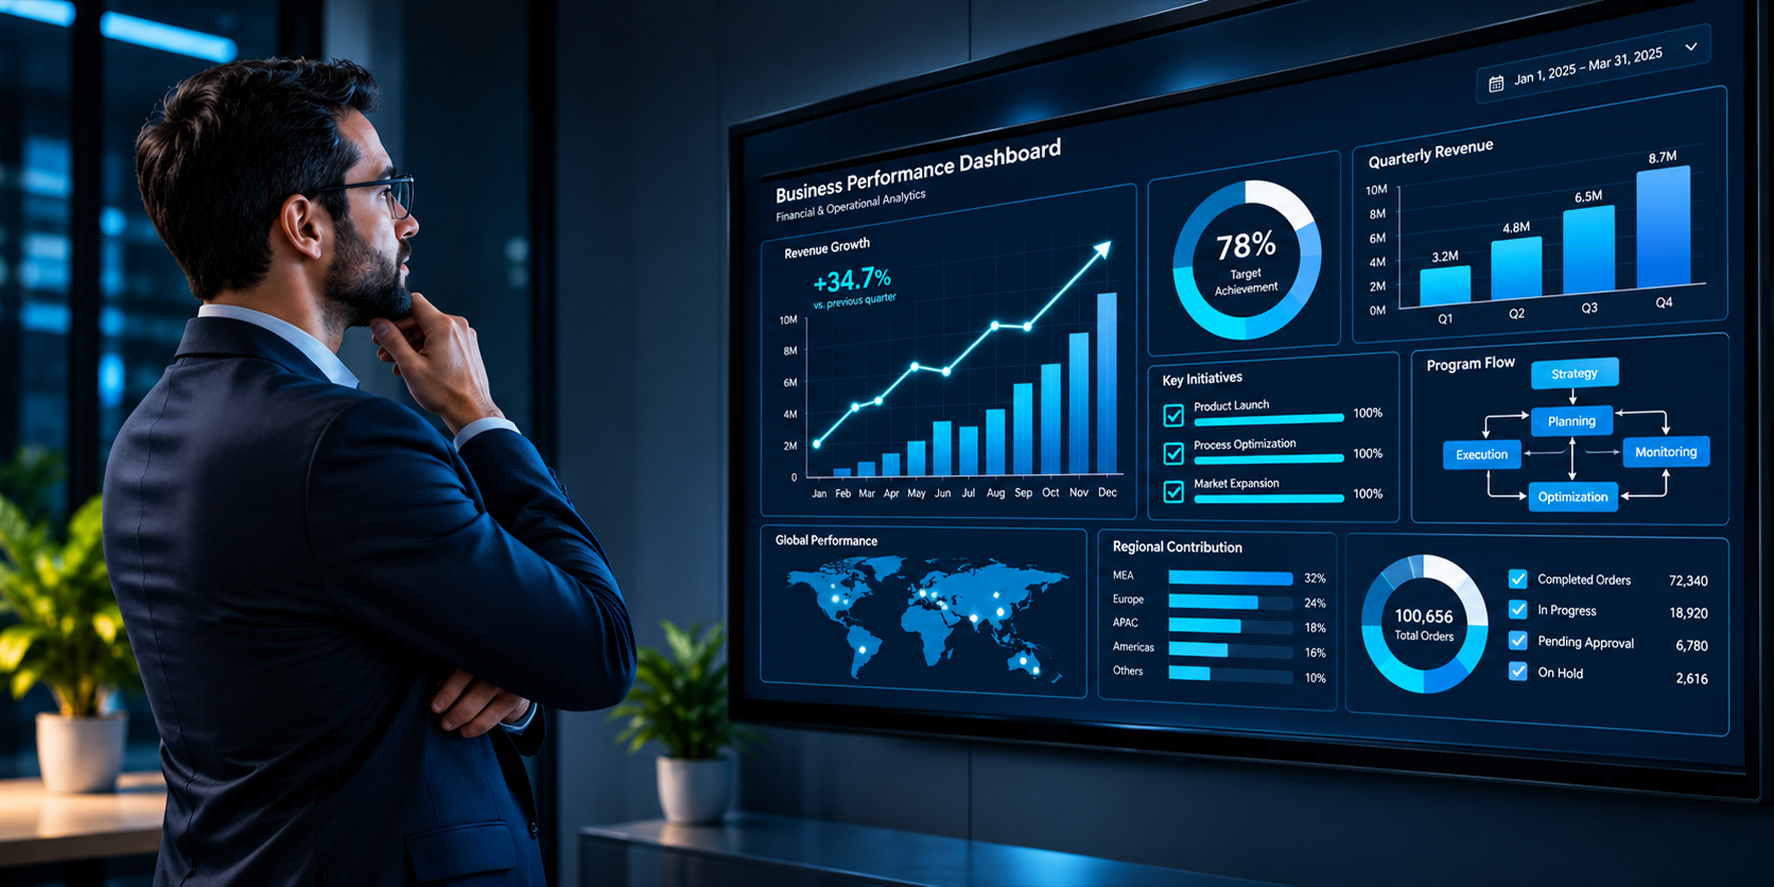 Jan 1, 2025 – Mar 31, 2025
Business Performance Dashboard
Financial & Operational Analytics
Revenue Growth
+34.7%
vs. previous quarter
10M
8M
6M
4M
2M
0
Jan Feb Mar Apr May Jun Jul Aug Sep Oct Nov Dec
78%
Target
Achievement
Quarterly Revenue
10M
8M
6M
4M
2M
0M
3.2M
4.8M
6.5M
8.7M
Q1 Q2 Q3 Q4
Key Initiatives
Product Launch 100%
Process Optimization 100%
Market Expansion 100%
Program Flow
Strategy
Planning
Execution
Monitoring
Optimization
Global Performance
Regional Contribution
MEA 32%
Europe 24%
APAC 18%
Americas 16%
Others 10%
100,656
Total Orders
Completed Orders 72,340
In Progress 18,920
Pending Approval 6,780
On Hold 2,616